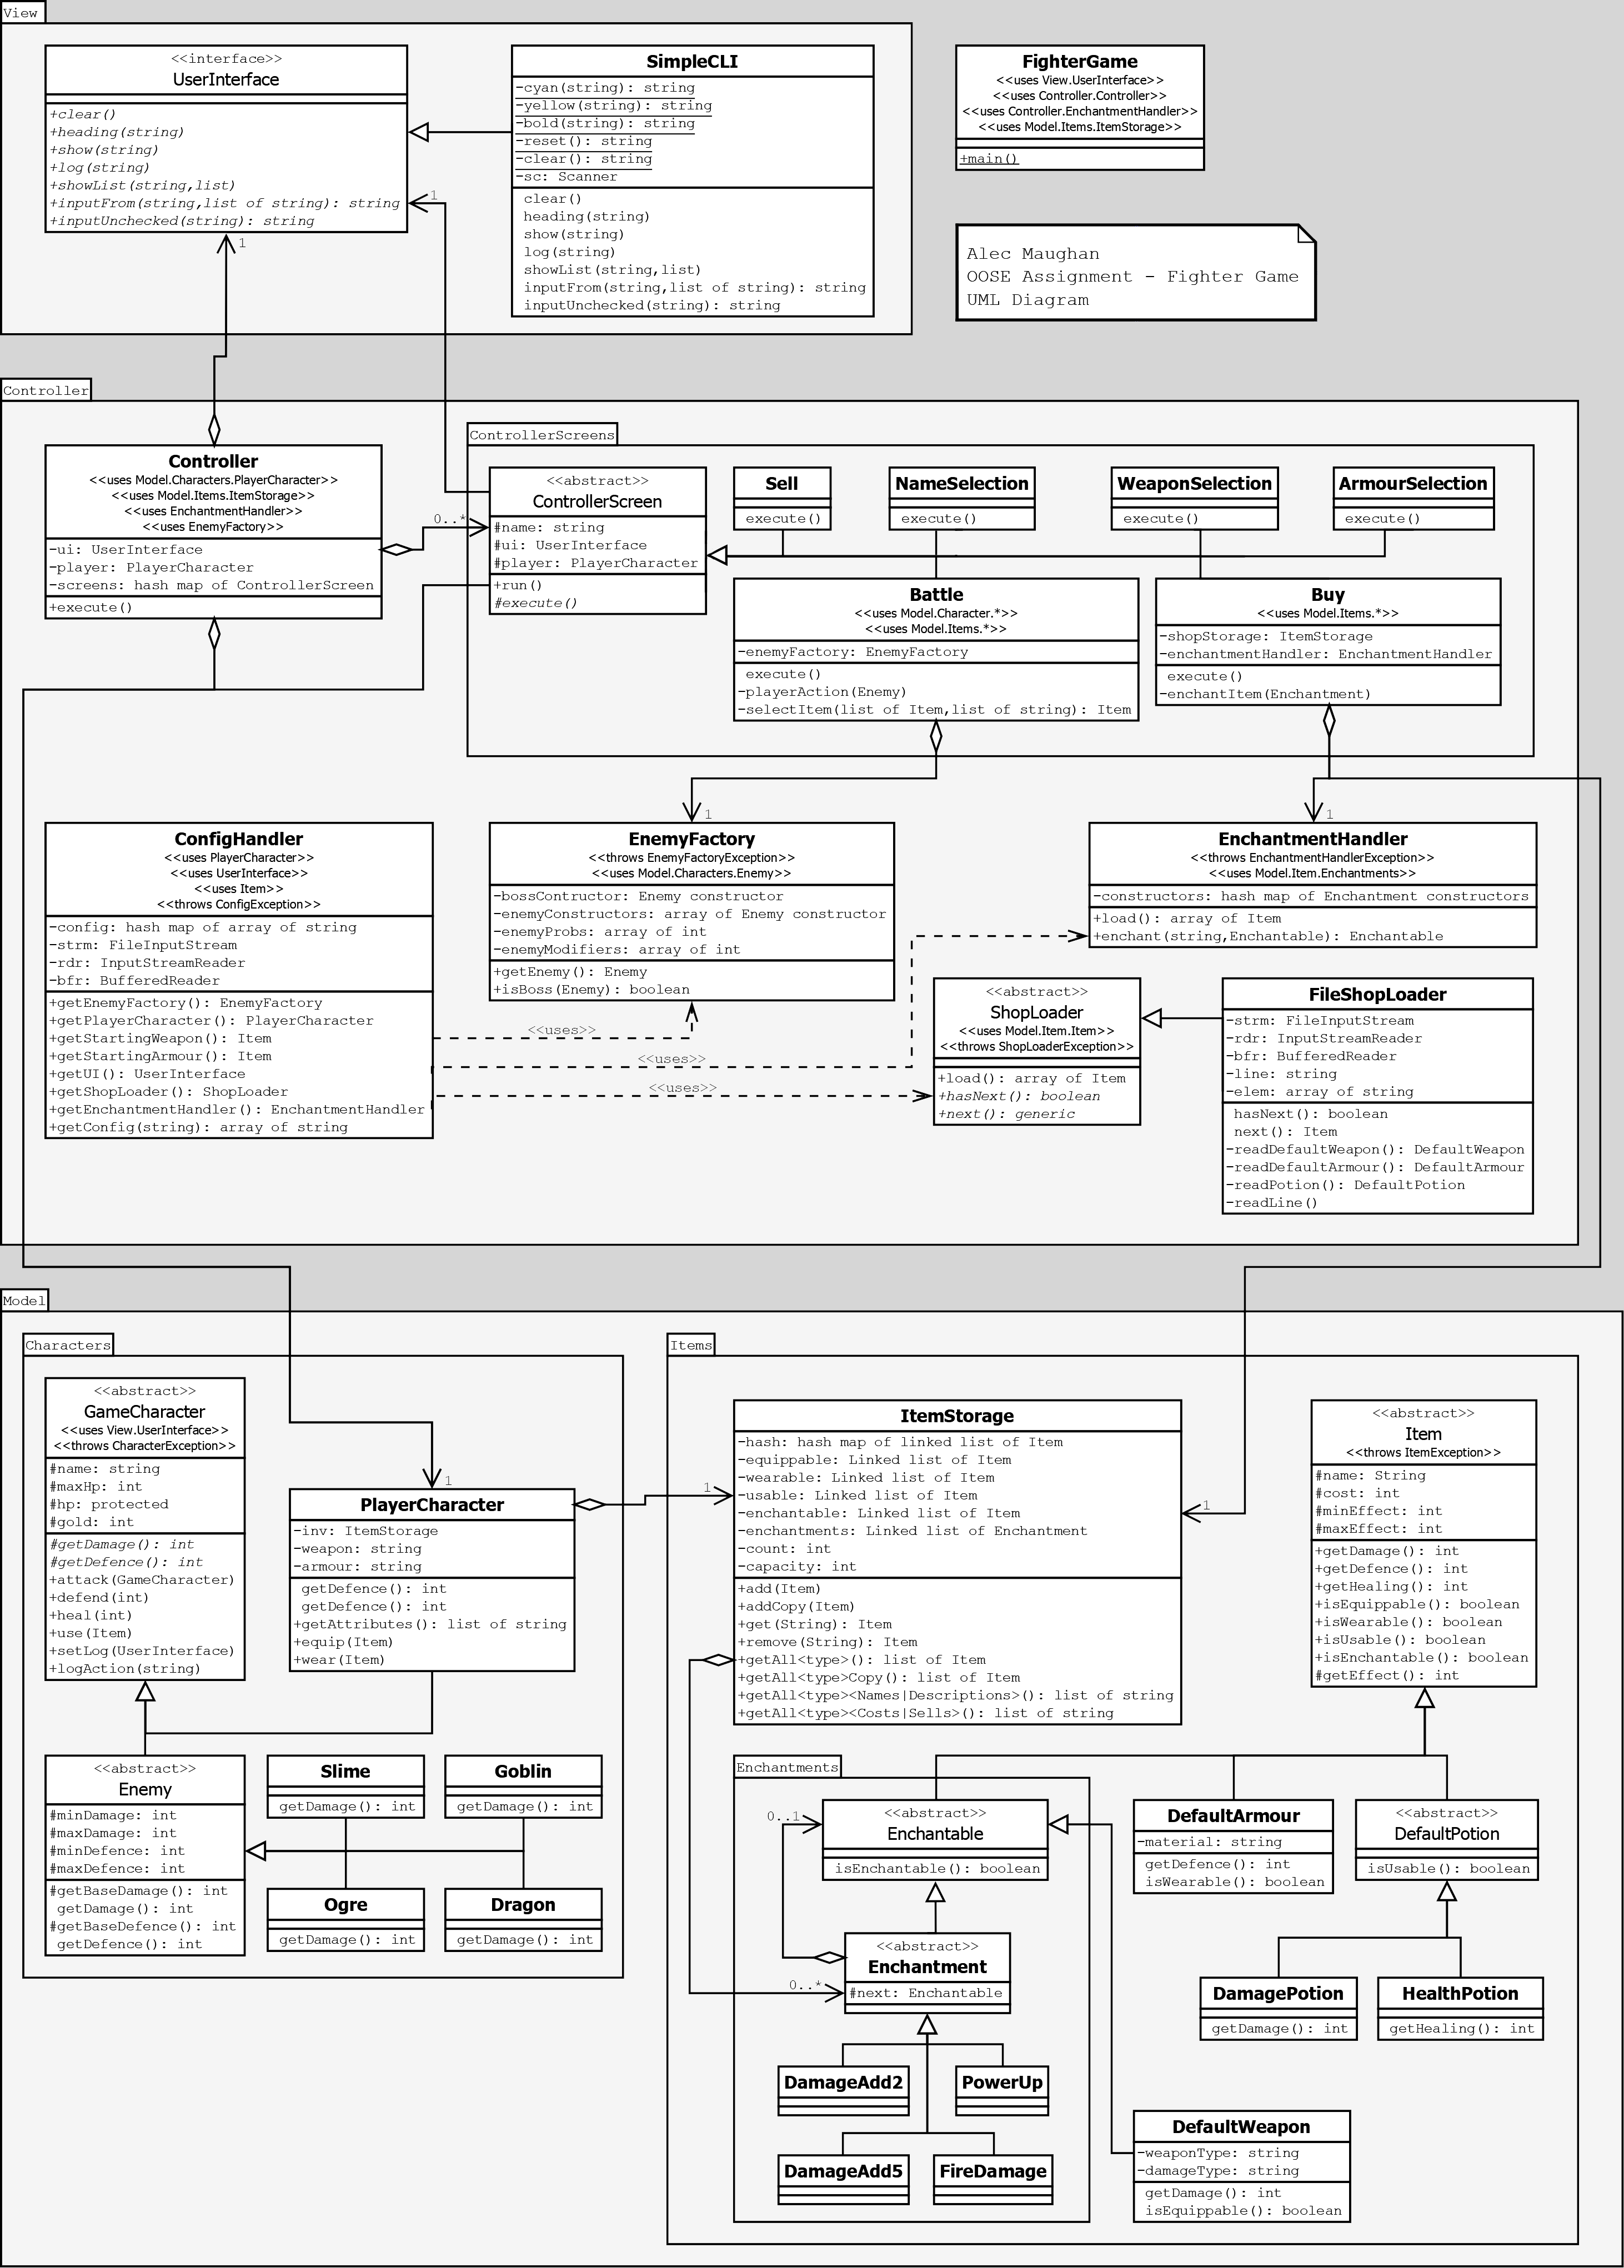 View
<<interface>>
UserInterface
+clear()
+heading(string)
+show(string)
+log(string)
+showList(string,list)
+inputFrom(string,list of string): string
+inputUnchecked(string): string
SimpleCLI
-cyan(string): string
-yellow(string): string
-bold(string): string
-reset(): string
-clear(): string
-sc: Scanner
clear()
heading(string)
show(string)
log(string)
showList(string,list)
inputFrom(string,list of string): string
inputUnchecked(string): string
FighterGame
<<uses View.UserInterface>>
<<uses Controller.Controller>>
<<uses Controller.EnchantmentHandler>>
<<uses Model.Items.ItemStorage>>
+main()
Alec Maughan
OOSE Assignment - Fighter Game
UML Diagram
1
1
Controller
Controller
<<uses Model.Characters.PlayerCharacter>>
<<uses Model.Items.ItemStorage>>
<<uses EnchantmentHandler>>
<<uses EnemyFactory>>
-ui: UserInterface
-player: PlayerCharacter
-screens: hash map of ControllerScreen
+execute()
0..*
ControllerScreens
<<abstract>>
ControllerScreen
#name: string
#ui: UserInterface
#player: PlayerCharacter
+run()
#execute()
Sell
execute()
NameSelection
execute()
WeaponSelection
execute()
ArmourSelection
execute()
Battle
<<uses Model.Character.*>>
<<uses Model.Items.*>>
-enemyFactory: EnemyFactory
execute()
-playerAction(Enemy)
-selectItem(list of Item,list of string): Item
Buy
<<uses Model.Items.*>>
-shopStorage: ItemStorage
-enchantmentHandler: EnchantmentHandler
execute()
-enchantItem(Enchantment)
1
1
ConfigHandler
<<uses PlayerCharacter>>
<<uses UserInterface>>
<<uses Item>>
<<throws ConfigException>>
-config: hash map of array of string
-strm: FileInputStream
-rdr: InputStreamReader
-bfr: BufferedReader
+getEnemyFactory(): EnemyFactory
+getPlayerCharacter(): PlayerCharacter
+getStartingWeapon(): Item
+getStartingArmour(): Item
+getUI(): UserInterface
+getShopLoader(): ShopLoader
+getEnchantmentHandler(): EnchantmentHandler
+getConfig(string): array of string
EnemyFactory
<<throws EnemyFactoryException>>
<<uses Model.Characters.Enemy>>
-bossContructor: Enemy constructor
-enemyConstructors: array of Enemy constructor
-enemyProbs: array of int
-enemyModifiers: array of int
+getEnemy(): Enemy
+isBoss(Enemy): boolean
EnchantmentHandler
<<throws EnchantmentHandlerException>>
<<uses Model.Item.Enchantments>>
-constructors: hash map of Enchantment constructors
+load(): array of Item
+enchant(string,Enchantable): Enchantable
<<uses>>
<<uses>>
<<uses>>
<<abstract>>
ShopLoader
<<uses Model.Item.Item>>
<<throws ShopLoaderException>>
+load(): array of Item
+hasNext(): boolean
+next(): generic
FileShopLoader
-strm: FileInputStream
-rdr: InputStreamReader
-bfr: BufferedReader
-line: string
-elem: array of string
hasNext(): boolean
next(): Item
-readDefaultWeapon(): DefaultWeapon
-readDefaultArmour(): DefaultArmour
-readPotion(): DefaultPotion
-readLine()
Model
Characters
<<abstract>>
GameCharacter
<<uses View.UserInterface>>
<<throws CharacterException>>
#name: string
#maxHp: int
#hp: protected
#gold: int
#getDamage(): int
#getDefence(): int
+attack(GameCharacter)
+defend(int)
+heal(int)
+use(Item)
+setLog(UserInterface)
+logAction(string)
1
PlayerCharacter
-inv: ItemStorage
-weapon: string
-armour: string
getDefence(): int
getDefence(): int
+getAttributes(): list of string
+equip(Item)
+wear(Item)
<<abstract>>
Enemy
#minDamage: int
#maxDamage: int
#minDefence: int
#maxDefence: int
#getBaseDamage(): int
getDamage(): int
#getBaseDefence(): int
getDefence(): int
Slime
getDamage(): int
Goblin
getDamage(): int
Ogre
getDamage(): int
Dragon
getDamage(): int
Items
1
ItemStorage
-hash: hash map of linked list of Item
-equippable: Linked list of Item
-wearable: Linked list of Item
-usable: Linked list of Item
-enchantable: Linked list of Item
-enchantments: Linked list of Enchantment
-count: int
-capacity: int
+add(Item)
+addCopy(Item)
+get(String): Item
+remove(String): Item
+getAll<type>(): list of Item
+getAll<type>Copy(): list of Item
+getAll<type><Names|Descriptions>(): list of string
+getAll<type><Costs|Sells>(): list of string
1
<<abstract>>
Item
<<throws ItemException>>
#name: String
#cost: int
#minEffect: int
#maxEffect: int
+getDamage(): int
+getDefence(): int
+getHealing(): int
+isEquippable(): boolean
+isWearable(): boolean
+isUsable(): boolean
+isEnchantable(): boolean
#getEffect(): int
Enchantments
0..1
<<abstract>>
Enchantable
isEnchantable(): boolean
0..*
<<abstract>>
Enchantment
#next: Enchantable
DamageAdd2
PowerUp
DamageAdd5
FireDamage
DefaultArmour
-material: string
getDefence(): int
isWearable(): boolean
<<abstract>>
DefaultPotion
isUsable(): boolean
DamagePotion
getDamage(): int
HealthPotion
getHealing(): int
DefaultWeapon
-weaponType: string
-damageType: string
getDamage(): int
isEquippable(): boolean